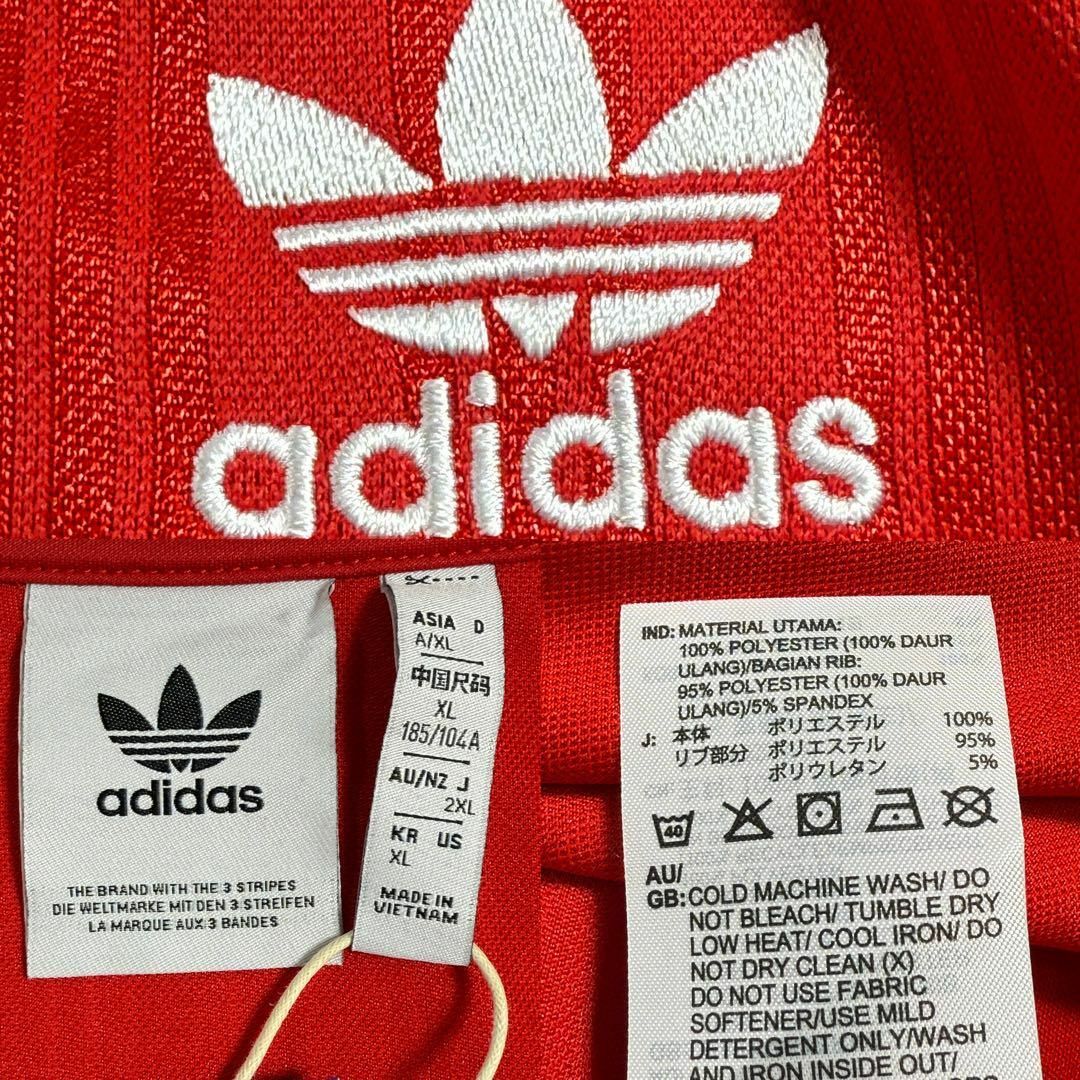 adidas
adidas
THE BRAND WITH THE 3 STRIPES
DIE WELTMARKE MIT DEN 3 STREIFEN
LA MARQUE AUX 3 BANDES
ASIA D
A/XL
中国尺码
XL
185/104A
AU/NZ J
2XL
KR US
XL
MADE IN
VIETNAM
IND: MATERIAL UTAMA:
100% POLYESTER (100% DAUR
ULANG)/BAGIAN RIB:
95% POLYESTER (100% DAUR
ULANG)/5% SPANDEX
J: 本体 ポリエステル 100%
リブ部分 ポリエステル 95%
ポリウレタン 5%
40
AU/
GB: COLD MACHINE WASH/ DO
NOT BLEACH/ TUMBLE DRY
LOW HEAT/ COOL IRON/ DO
NOT DRY CLEAN (X)
DO NOT USE FABRIC
SOFTENER/USE MILD
DETERGENT ONLY/WASH
AND IRON INSIDE OUT/